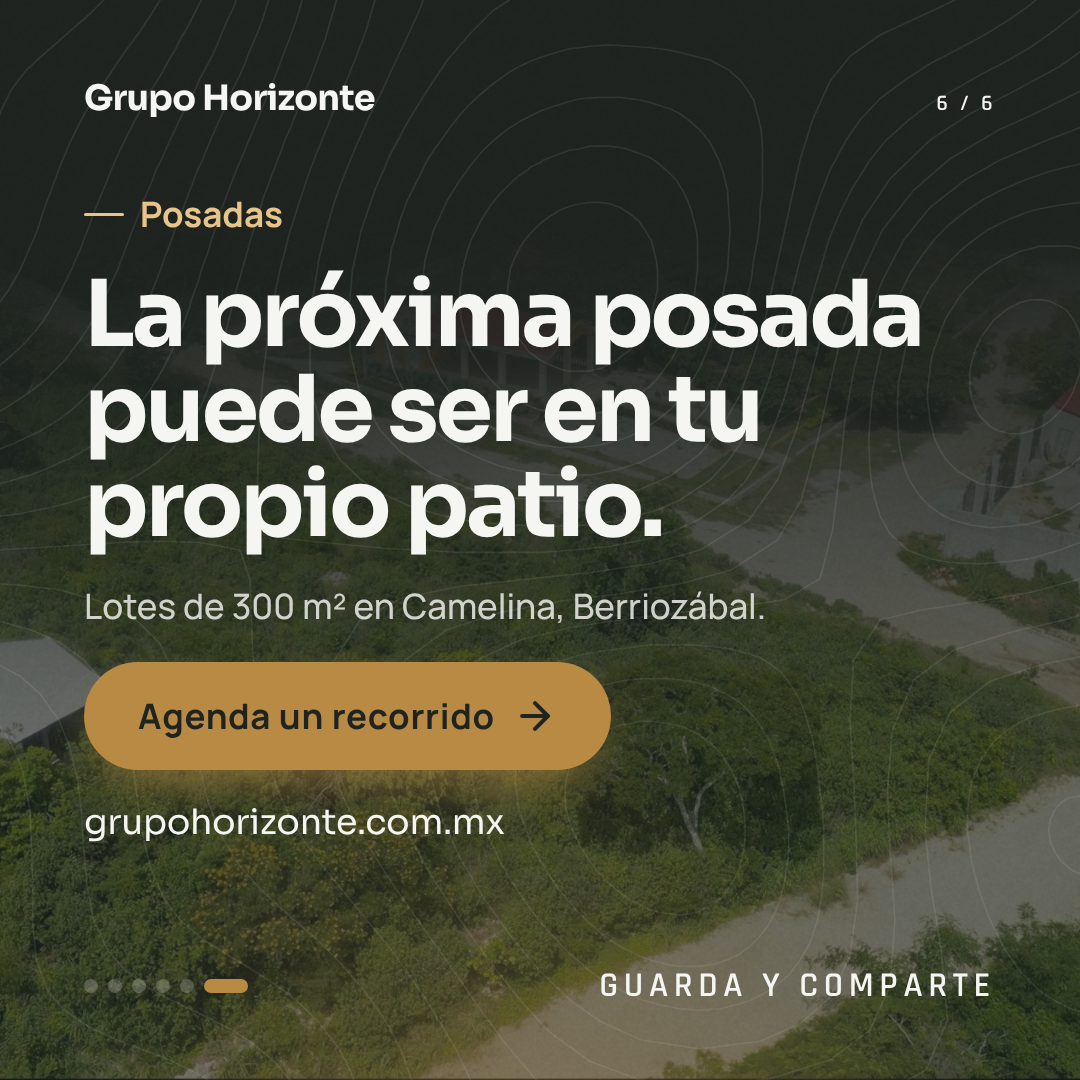 Grupo Horizonte
6 / 6
— Posadas
La próxima posada
puede ser en tu
propio patio.
Lotes de 300 m² en Camelina, Berriozábal.
Agenda un recorrido →
grupohorizonte.com.mx
GUARDA Y COMPARTE